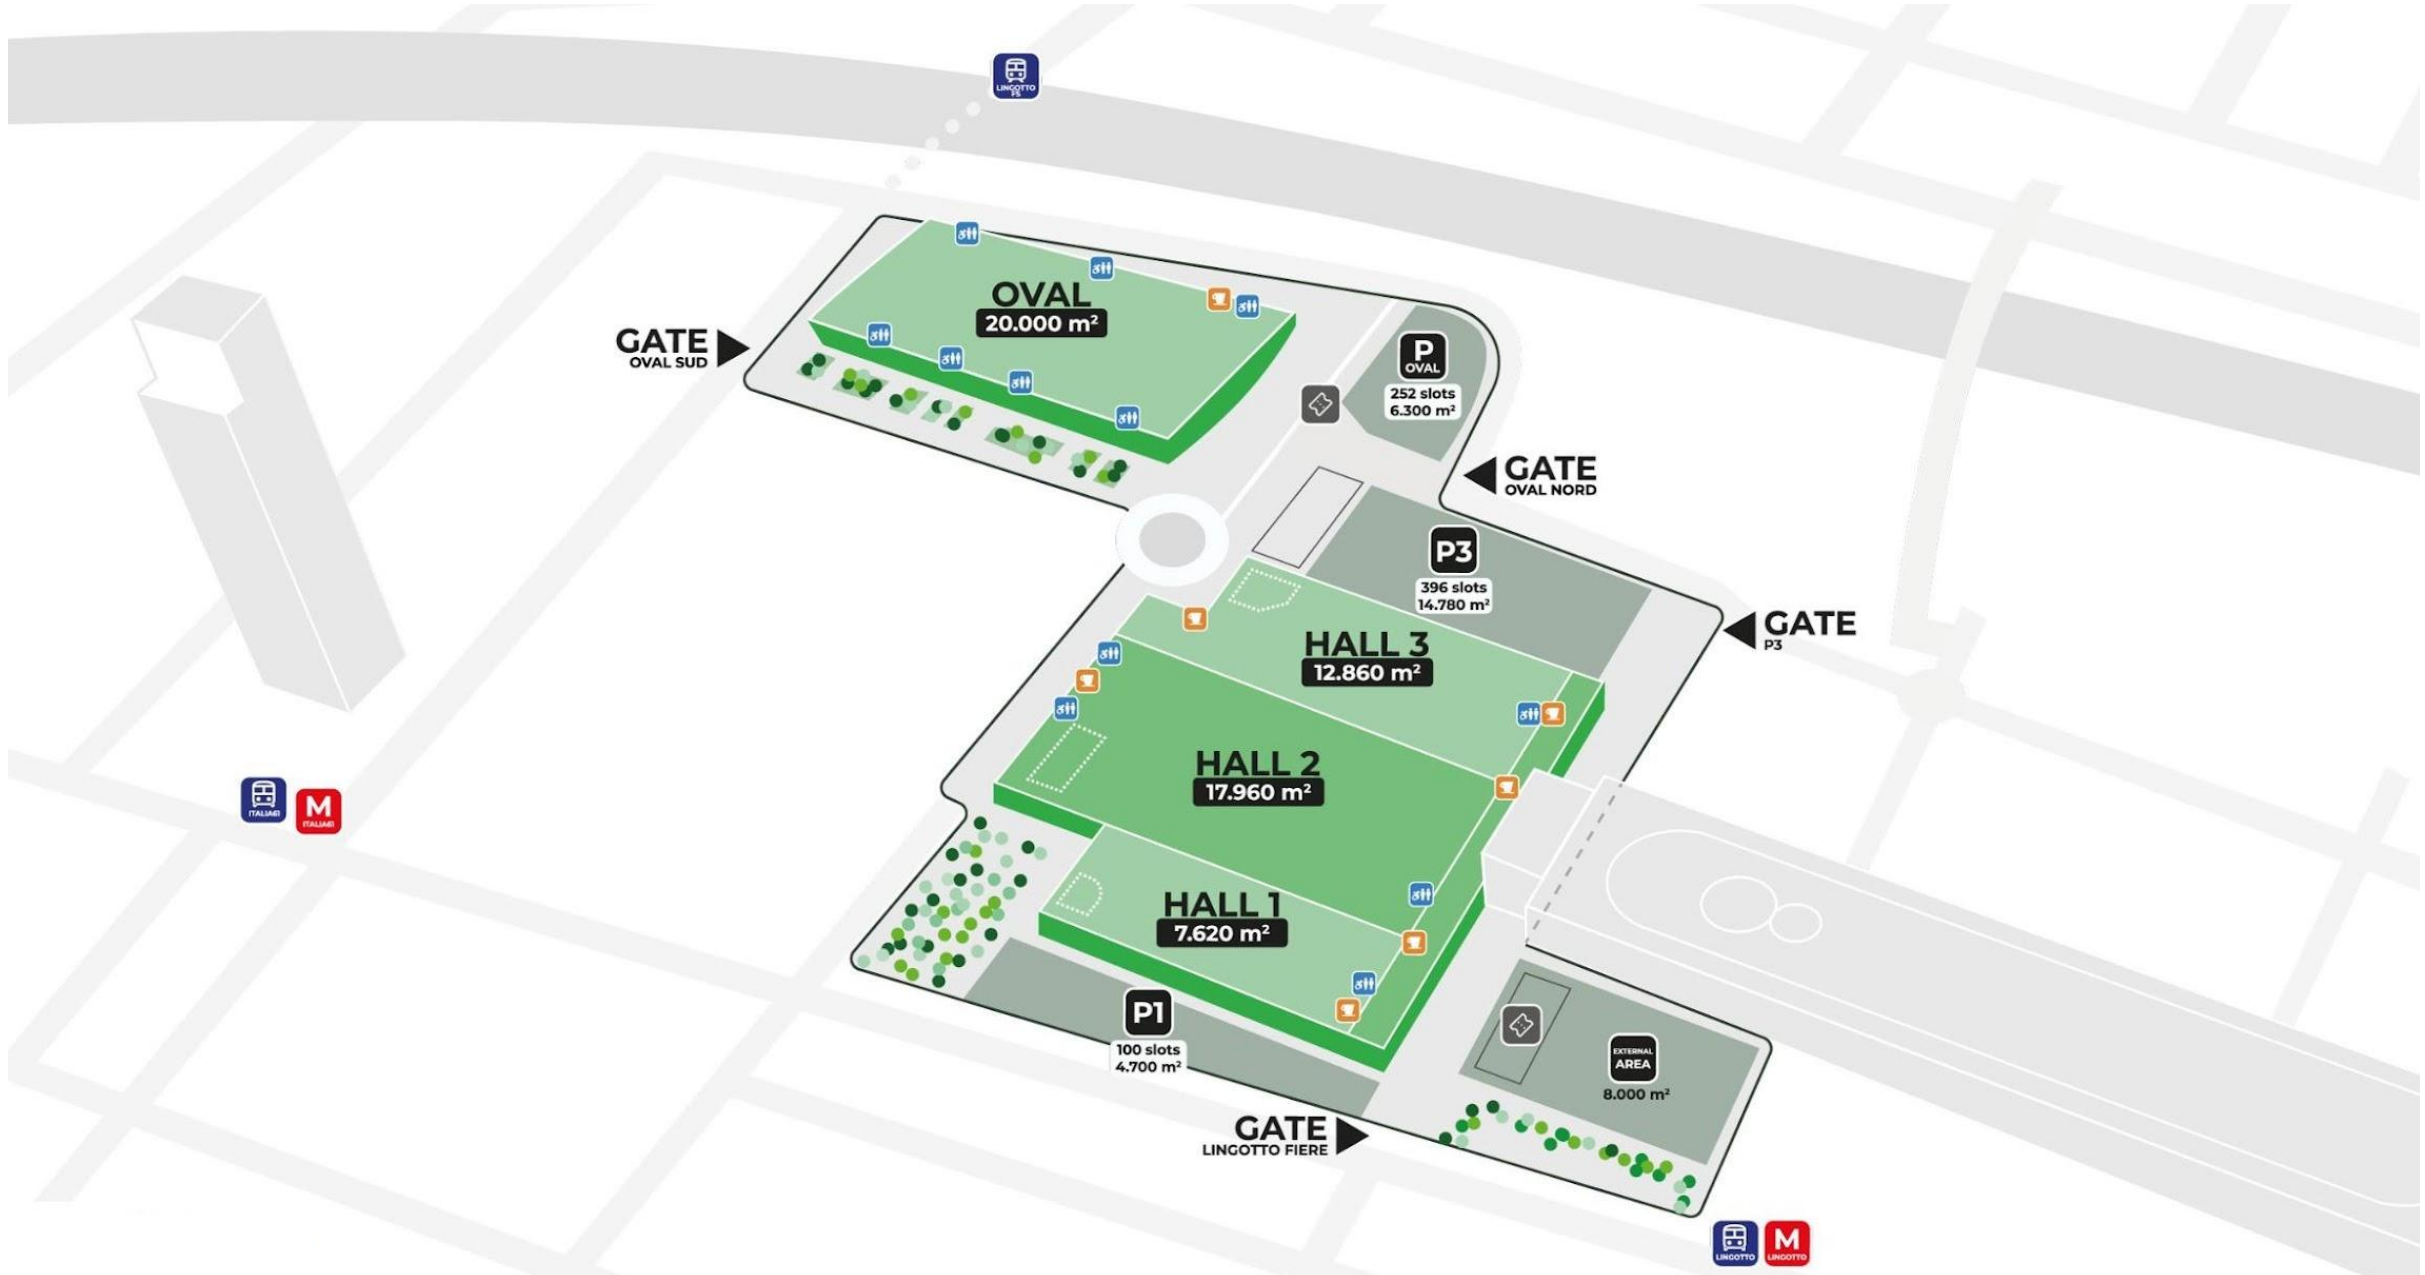 LINGOTTO
FS
OVAL
20.000 m²
GATE
OVAL SUD
P
OVAL
252 slots
6.300 m²
GATE
OVAL NORD
P3
396 slots
14.780 m²
GATE
P3
HALL 3
12.860 m²
HALL 2
17.960 m²
ITALIA61
M
ITALIA61
HALL 1
7.620 m²
P1
100 slots
4.700 m²
EXTERNAL
AREA
8.000 m²
GATE
LINGOTTO FIERE
LINGOTTO
M
LINGOTTO